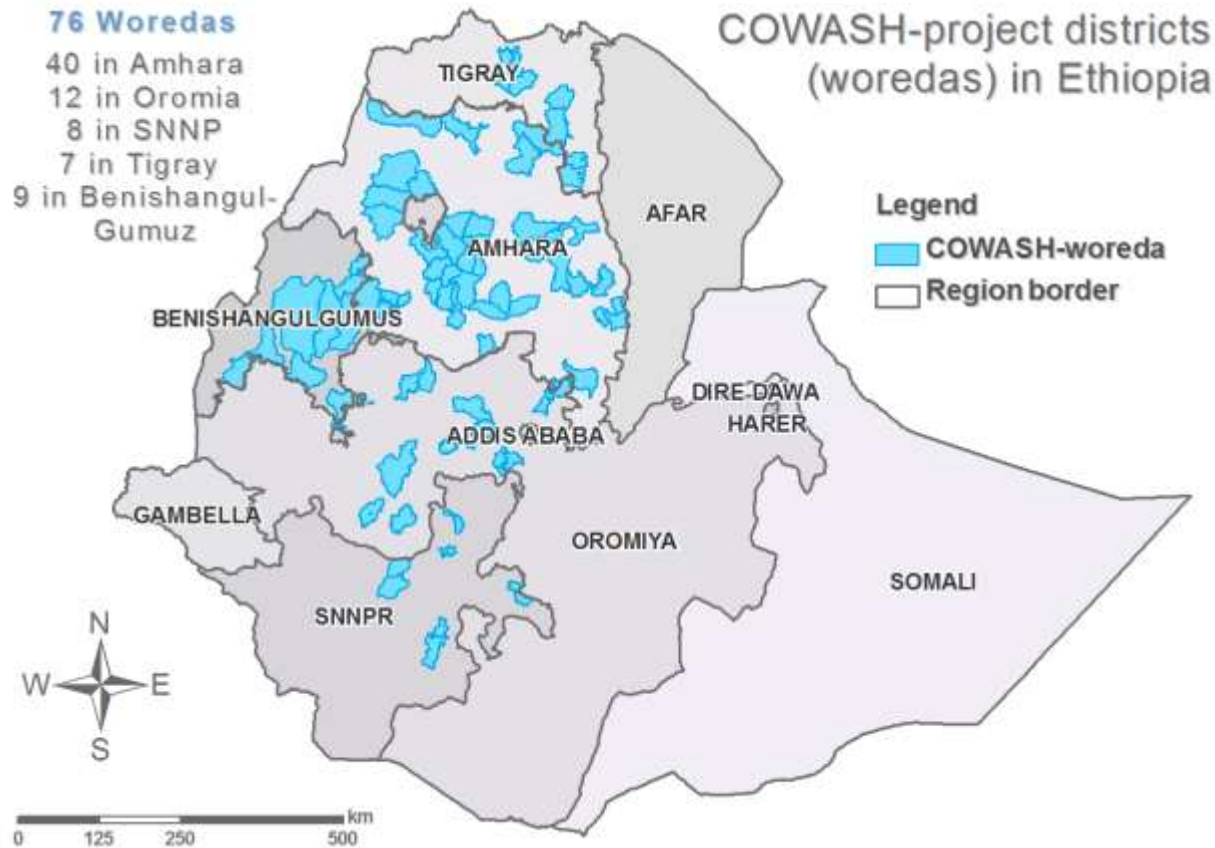 76 Woredas
40 in Amhara
12 in Oromia
8 in SNNP
7 in Tigray
9 in Benishangul-
Gumuz
COWASH-project districts
(woredas) in Ethiopia
Legend
COWASH-woreda
Region border
TIGRAY
AFAR
AMHARA
BENISHANGULGUMUS
DIRE DAWA
HARER
ADDIS ABABA
GAMBELLA
OROMIYA
SOMALI
SNNPR
N
W E
S
km
0 125 250 500